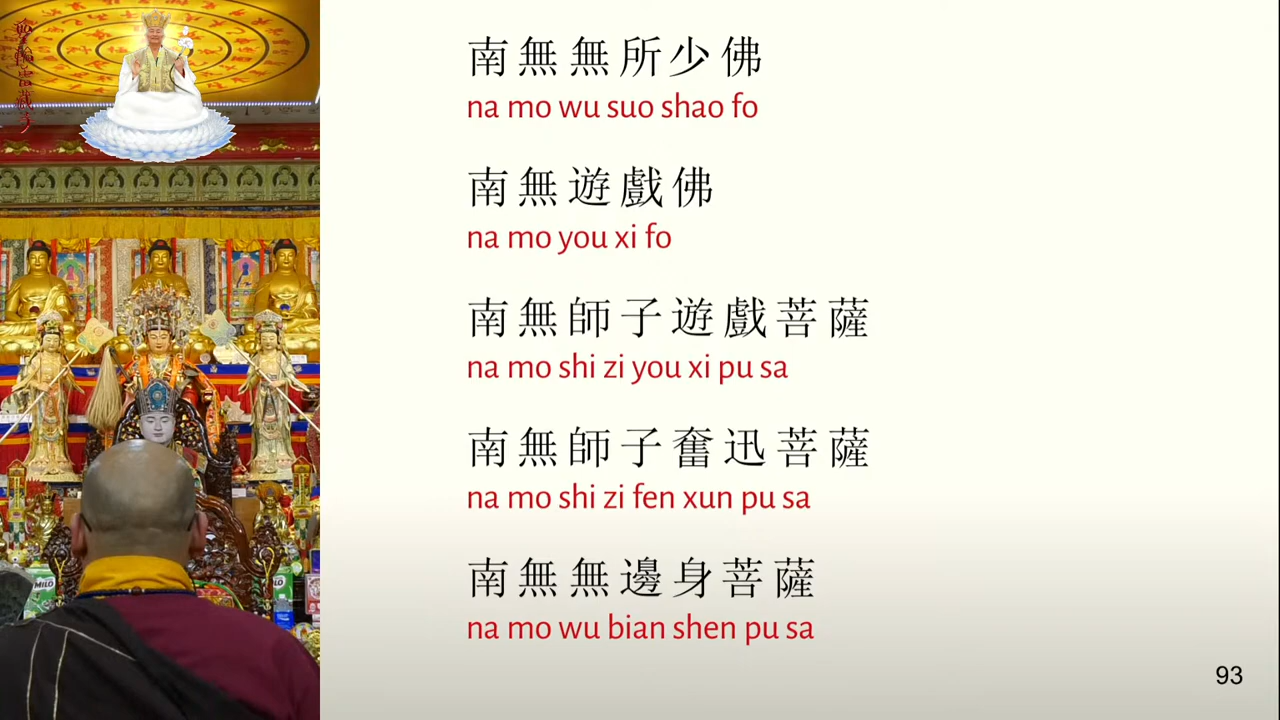 南無無所少佛
na mo wu suo shao fo
南無遊戲佛
na mo you xi fo
南無師子遊戲菩薩
na mo shi zi you xi pu sa
南無師子奮迅菩薩
na mo shi zi fen xun pu sa
南無無邊身菩薩
na mo wu bian shen pu sa
93
MILO